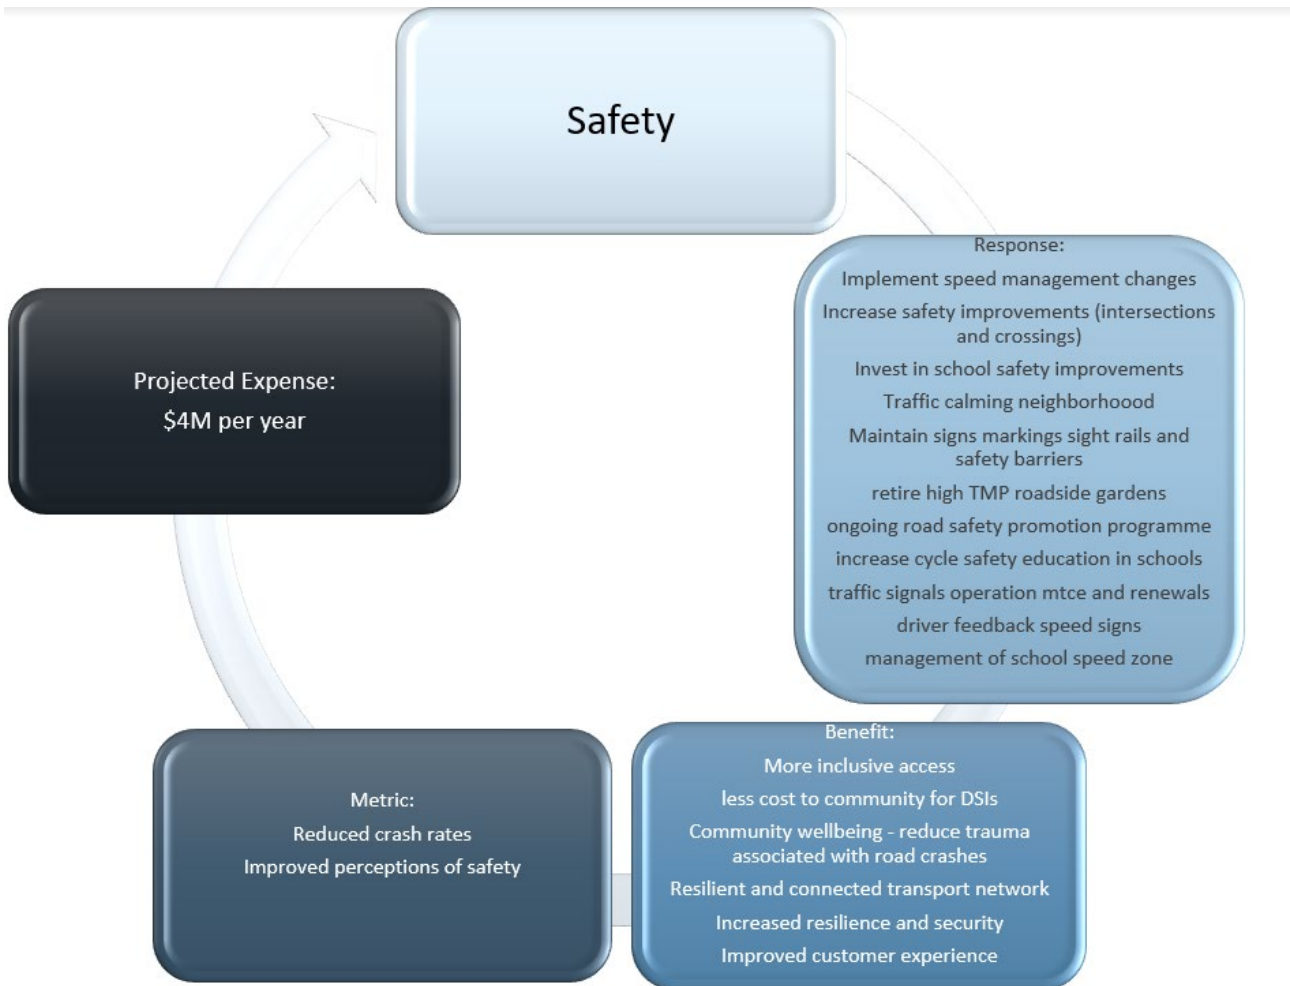 Safety
Response:
Implement speed management changes
Increase safety improvements (intersections
and crossings)
Invest in school safety improvements
Traffic calming neighborhoood
Maintain signs markings sight rails and
safety barriers
retire high TMP roadside gardens
ongoing road safety promotion programme
increase cycle safety education in schools
traffic signals operation mtce and renewals
driver feedback speed signs
management of school speed zone
Benefit:
More inclusive access
less cost to community for DSIs
Community wellbeing - reduce trauma
associated with road crashes
Resilient and connected transport network
Increased resilience and security
Improved customer experience
Metric:
Reduced crash rates
Improved perceptions of safety
Projected Expense:
$4M per year